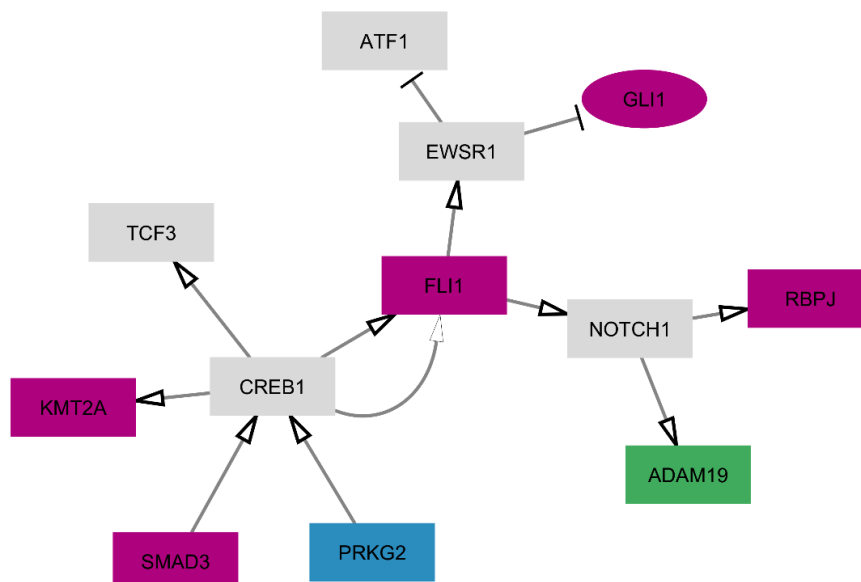 ATF1
GLI1
EWSR1
TCF3
FLI1
RBPJ
NOTCH1
CREB1
KMT2A
ADAM19
SMAD3
PRKG2